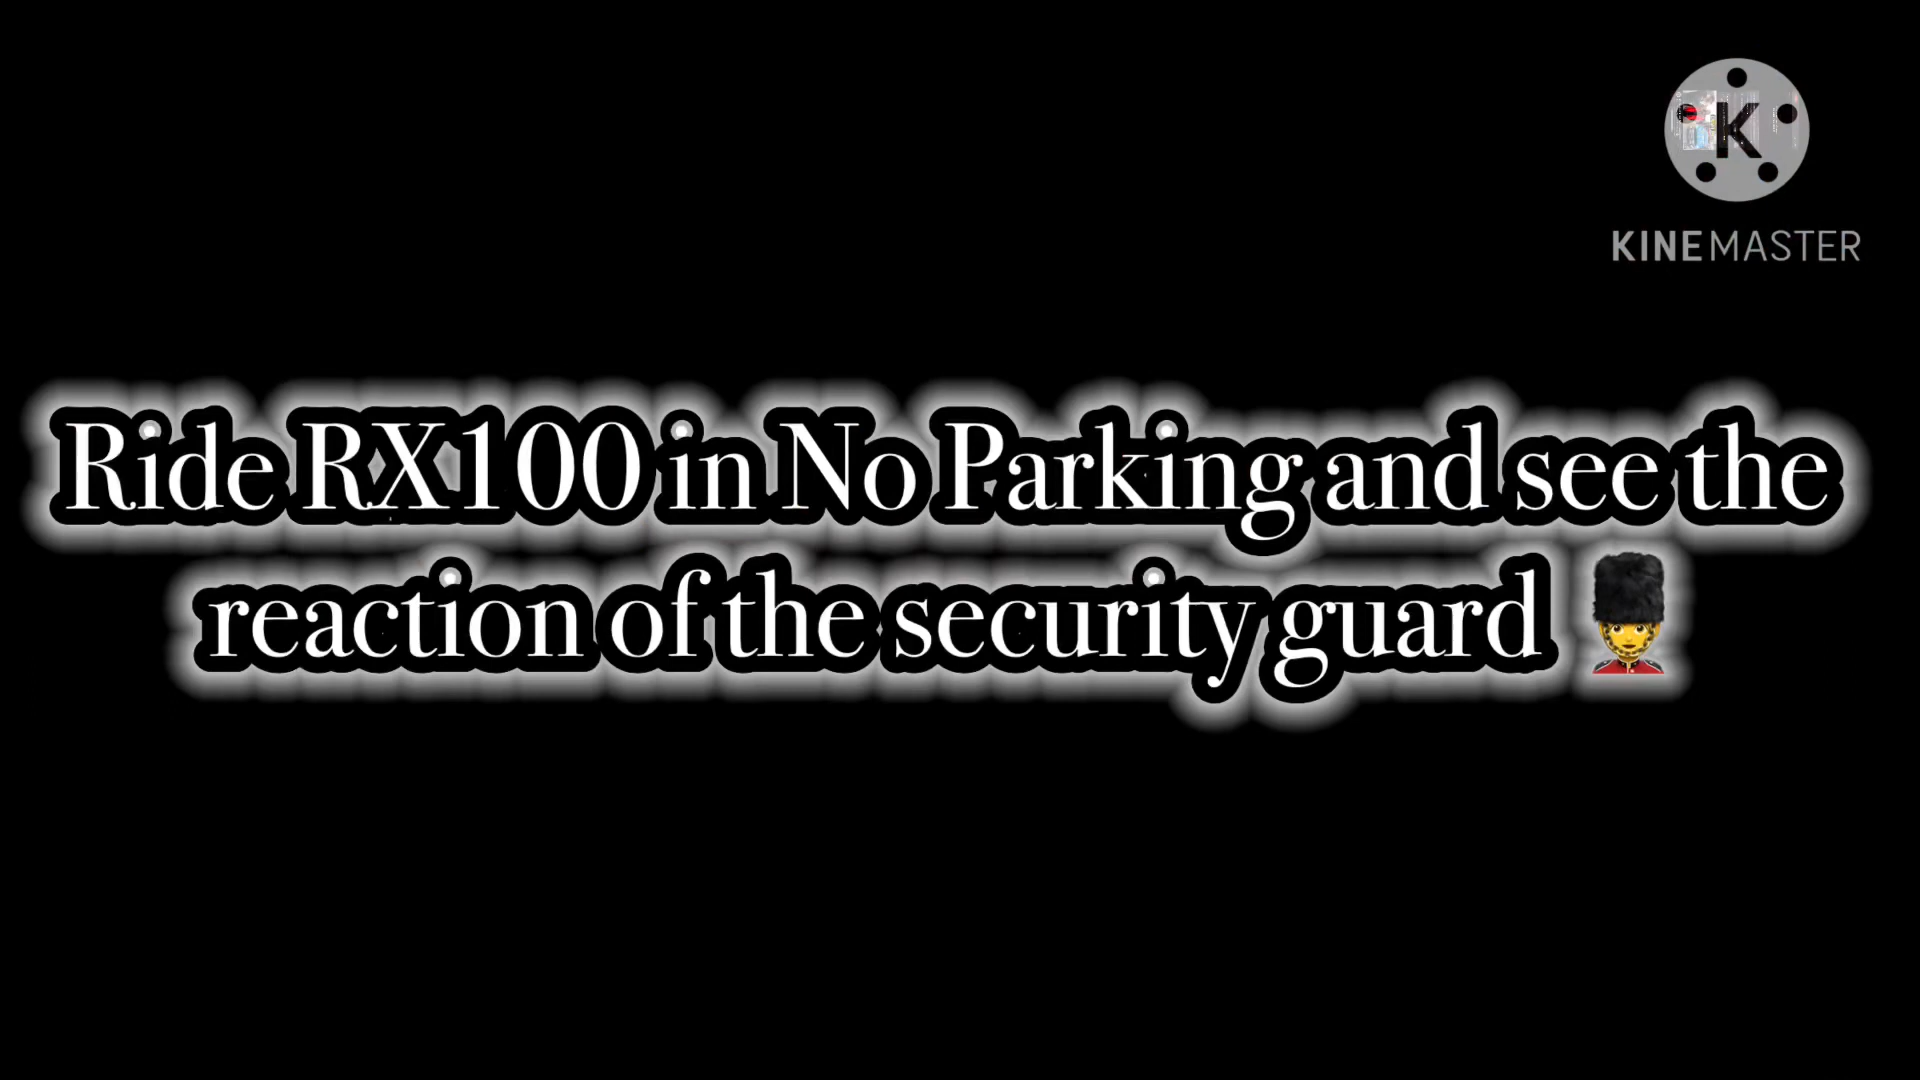 K
KINEMASTER
Ride RX100 in No Parking and see the
reaction of the security guard 💂